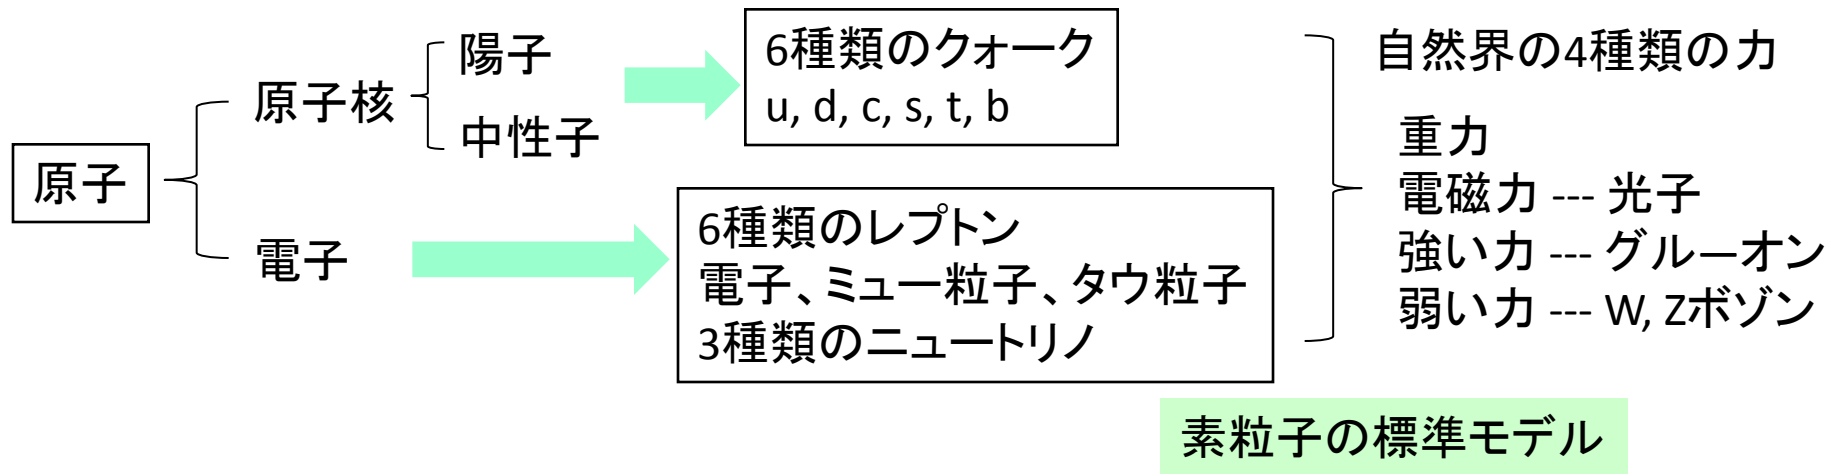 原子
原子核
陽子
中性子
電子
6種類のクォーク
u, d, c, s, t, b
6種類のレプトン
電子、ミュー粒子、タウ粒子
3種類のニュートリノ
自然界の4種類の力
重力
電磁力 --- 光子
強い力 --- グルーオン
弱い力 --- W, Zボゾン
素粒子の標準モデル